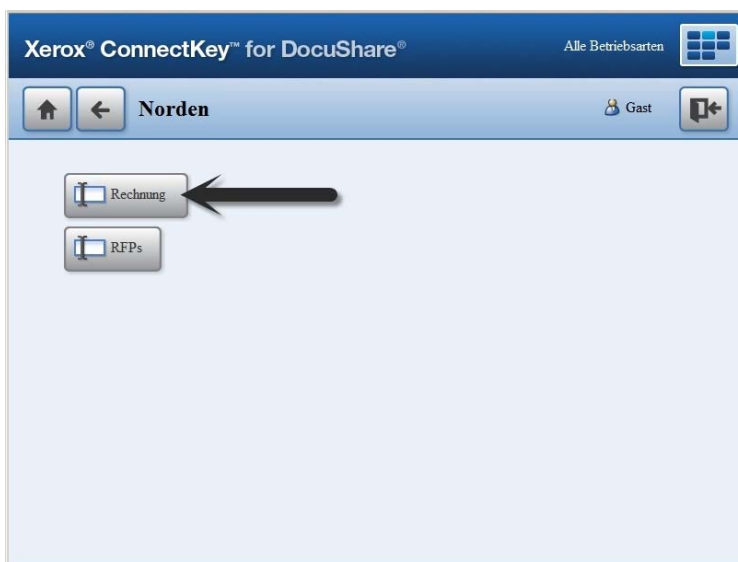 Xerox® ConnectKey™ for DocuShare®
Alle Betriebsarten
Norden
Gast
Rechnung
RFPs